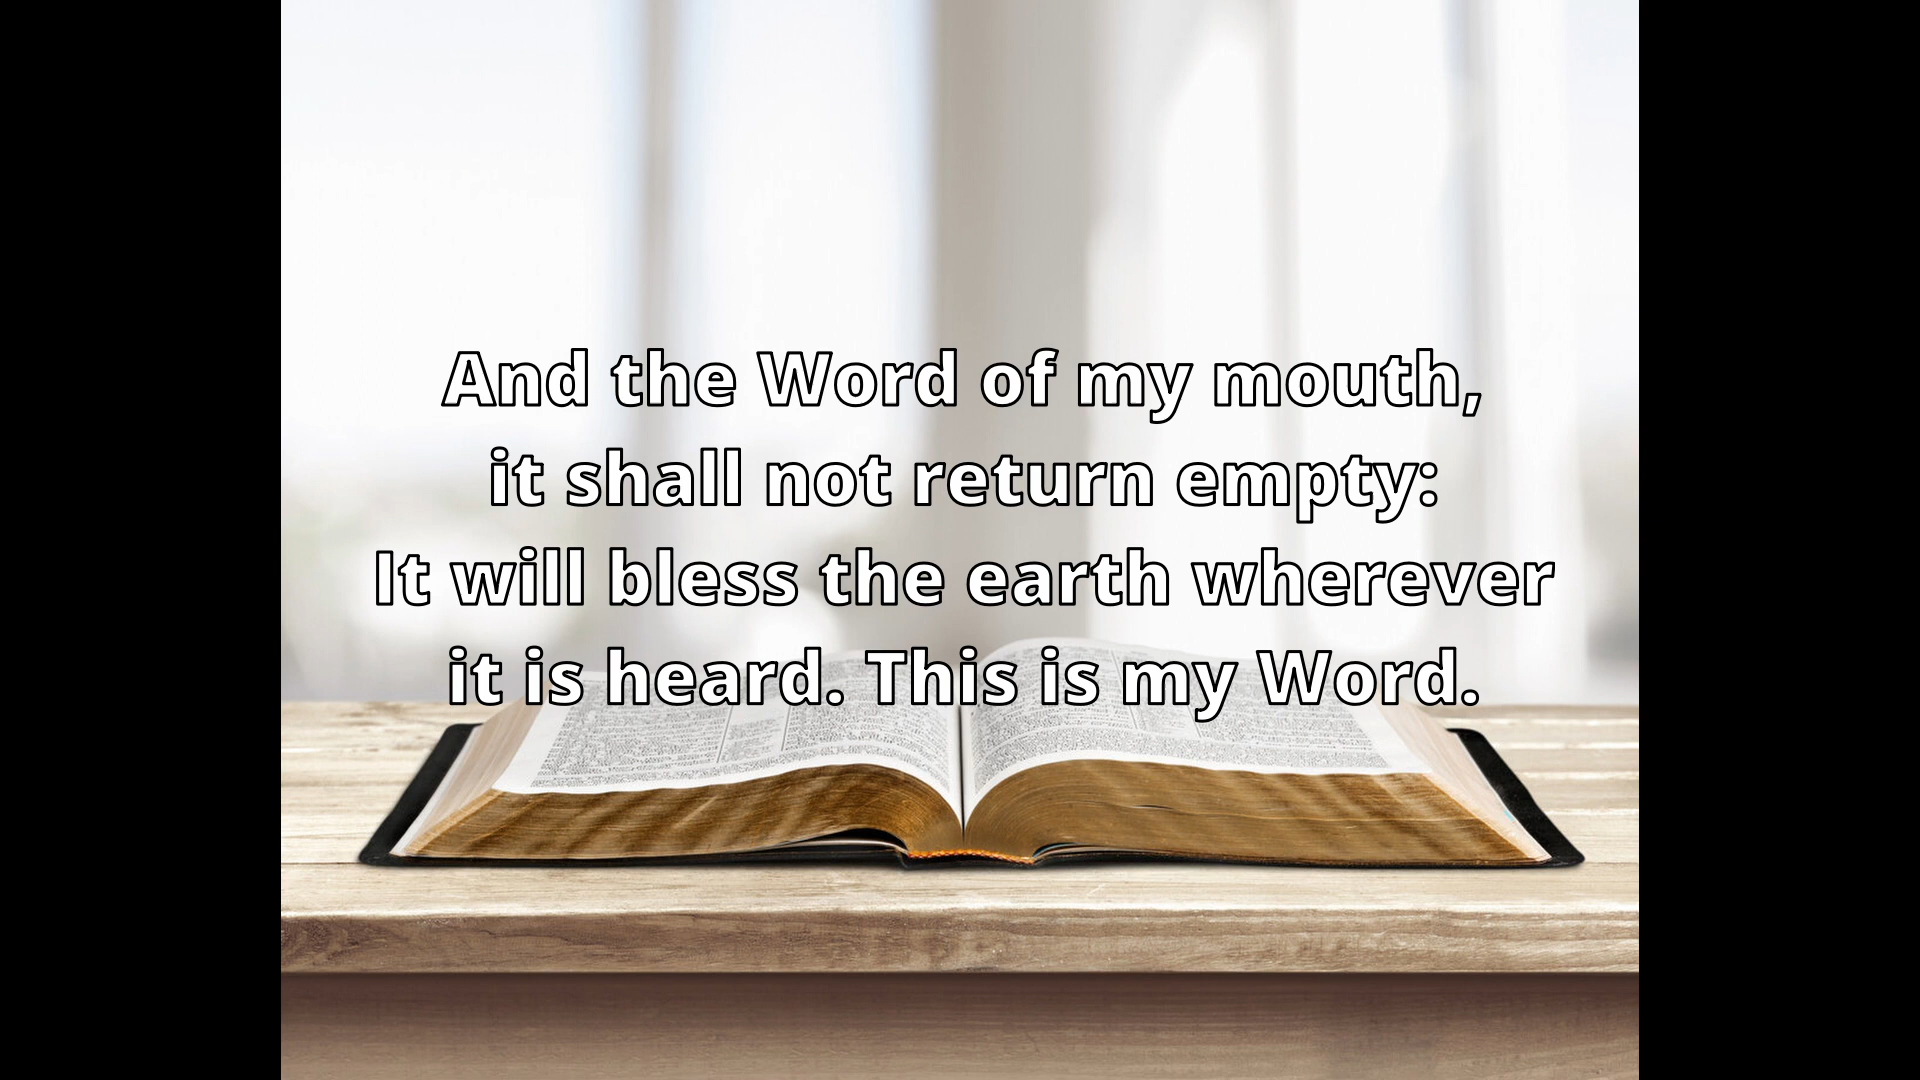 And the Word of my mouth,
it shall not return empty:
It will bless the earth wherever
it is heard. This is my Word.